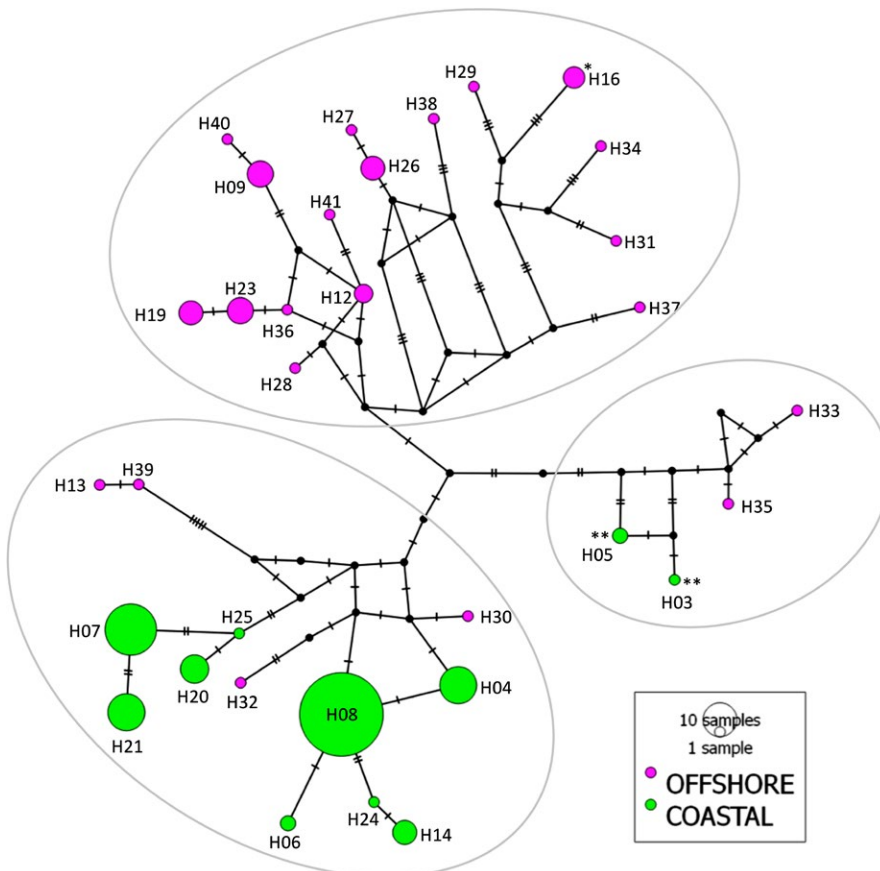 H29
*
H16
H38
H27
H40
H34
H26
H09
H41
H31
H12
H23
H19
H36
H37
H28
H33
H13
H39
H35
**
H05
H03
**
H25
H30
H07
H20
H32
H04
H21
H08
H24
H06
H14
10 samples
1 sample
OFFSHORE
COASTAL